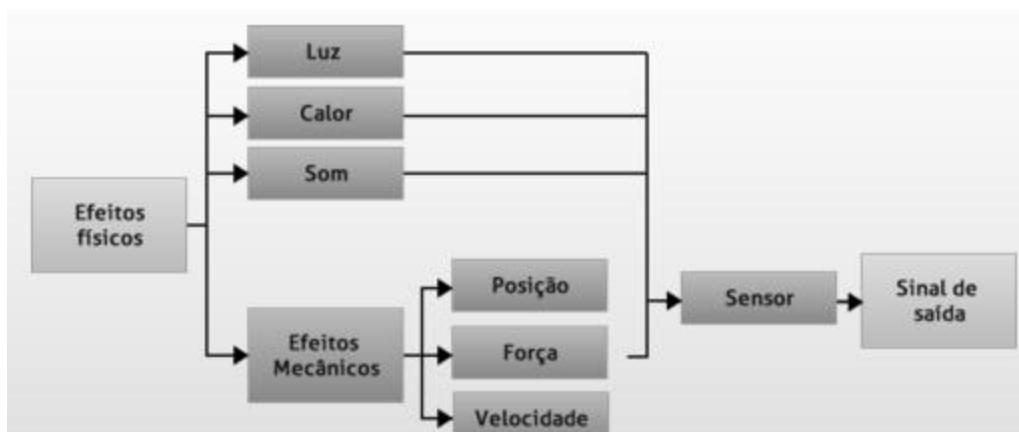 Luz
Calor
Som
Efeitos
físicos
Posição
Efeitos
Mecânicos
Força
Velocidade
Sensor
Sinal de
saída